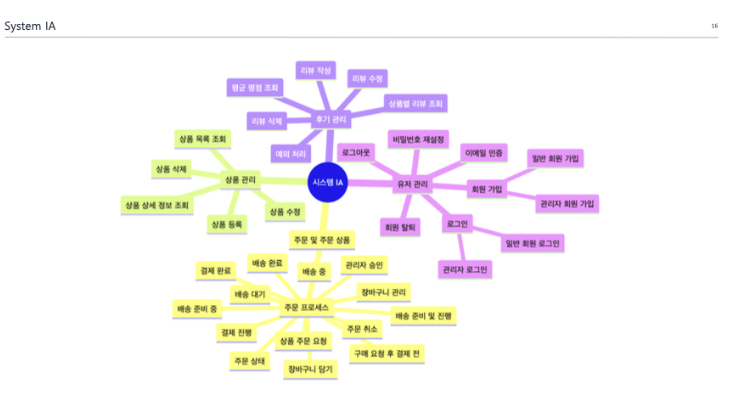 System IA
16
리뷰 작성
리뷰 수정
평균 평점 조회
상품별 리뷰 조회
리뷰 삭제
후기 관리
예외 처리
상품 목록 조회
상품 삭제
상품 관리
상품 상세 정보 조회
상품 수정
상품 등록
시스템 IA
비밀번호 재설정
로그아웃
이메일 인증
일반 회원 가입
유저 관리
회원 가입
관리자 회원 가입
회원 탈퇴
로그인
일반 회원 로그인
관리자 로그인
주문 및 주문 상품
배송 완료
결제 완료
배송 중
관리자 승인
배송 대기
장바구니 관리
배송 준비 중
주문 프로세스
배송 준비 및 진행
결제 진행
상품 주문 요청
주문 취소
주문 상태
장바구니 담기
구매 요청 후 결제 전